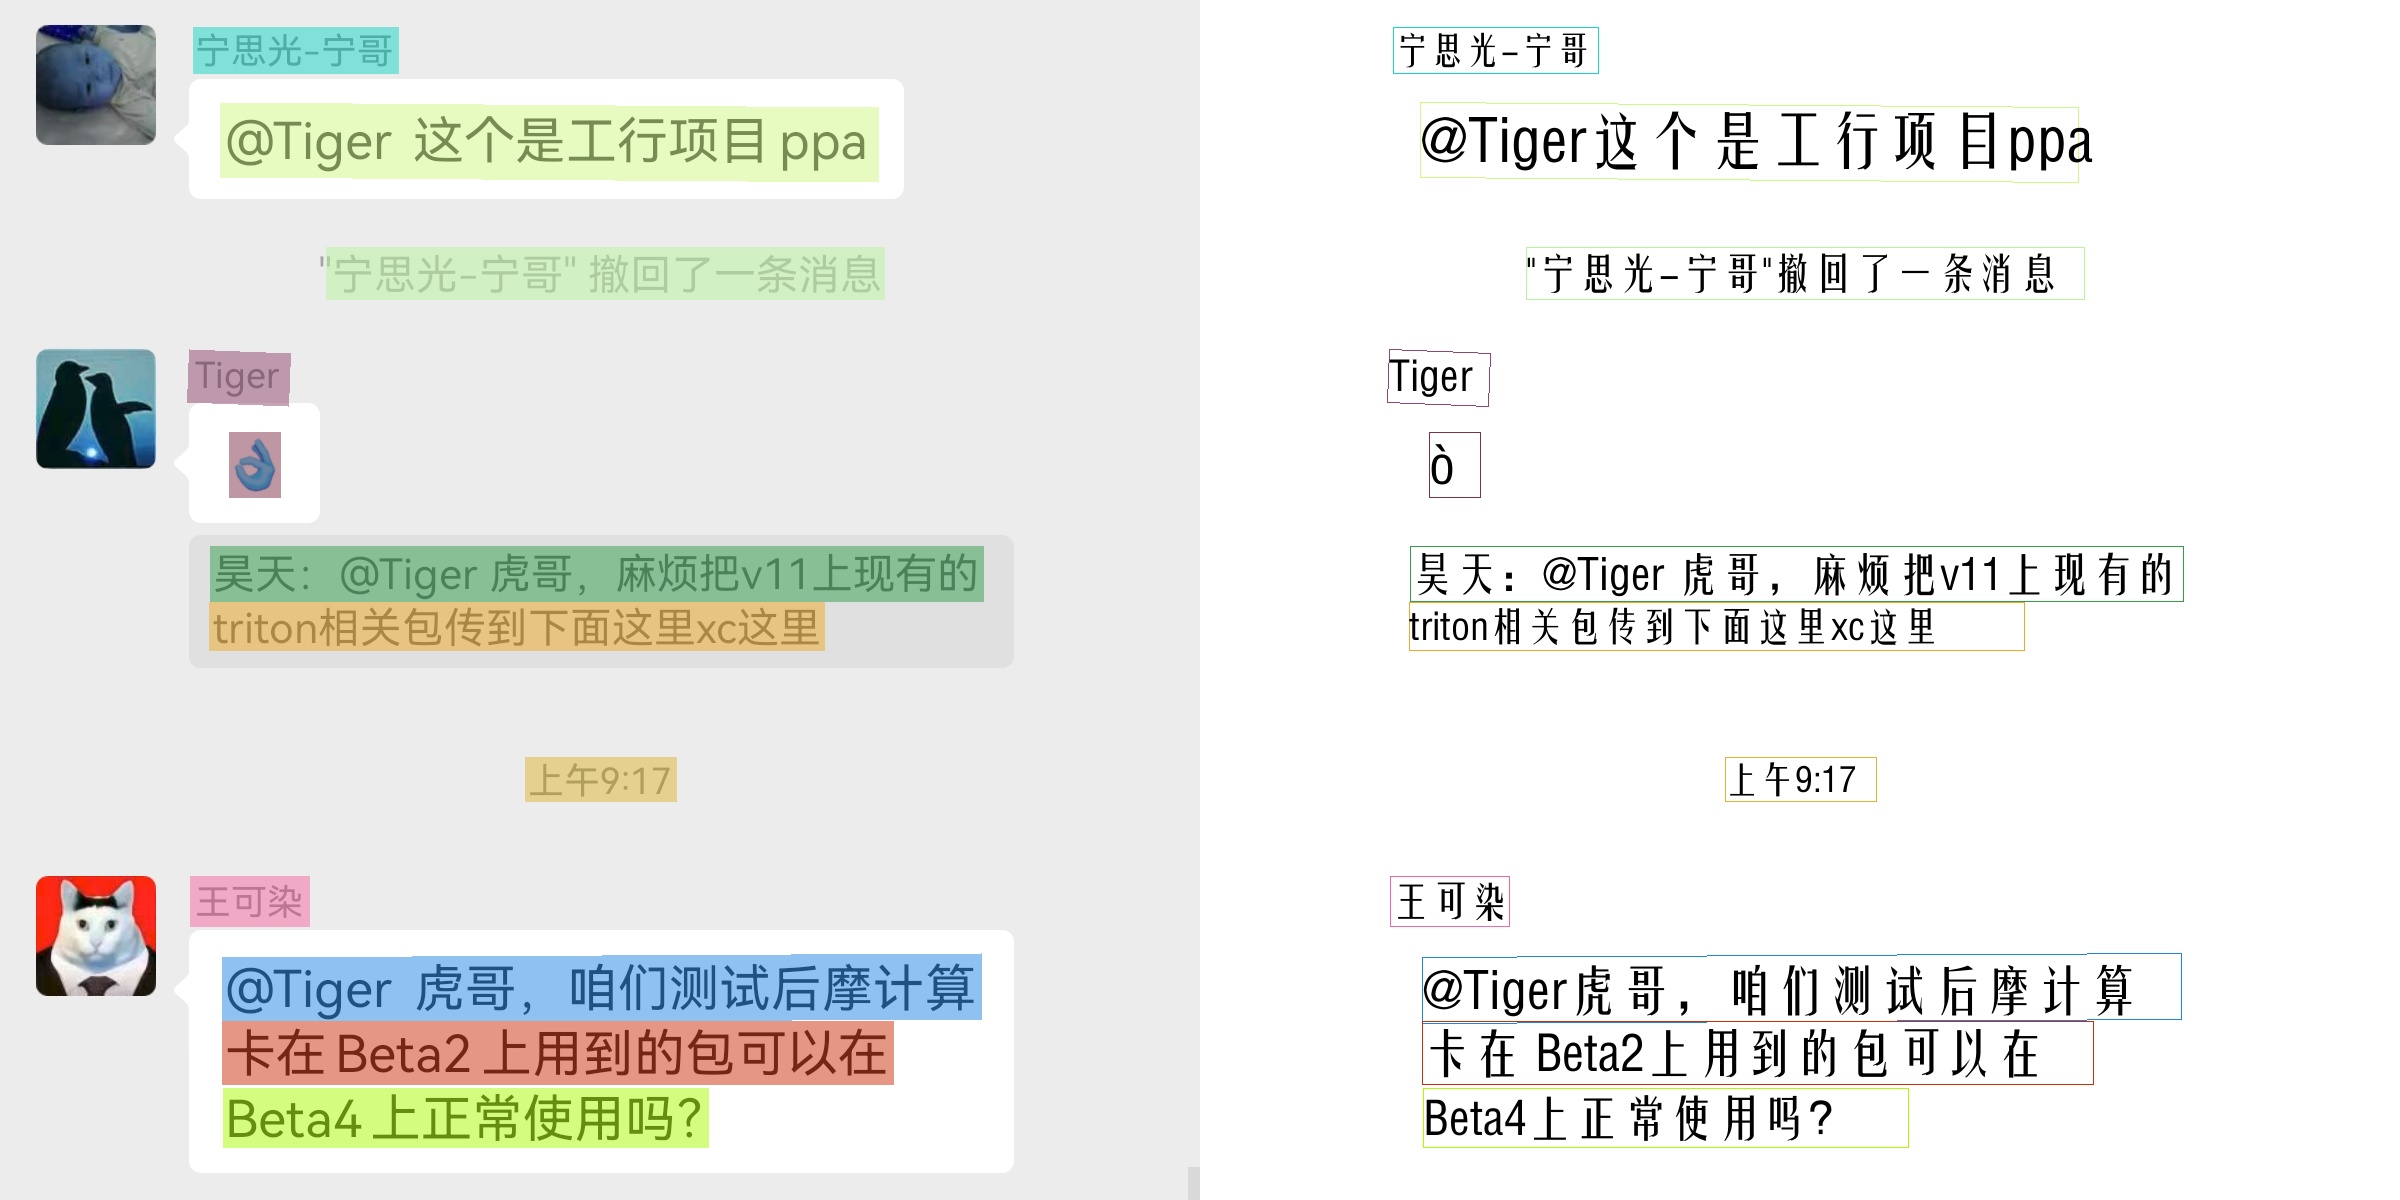 宁思光-宁哥
@Tiger 这个是工行项目 ppa
"宁思光-宁哥" 撤回了一条消息
Tiger
👌
昊天：@Tiger 虎哥，麻烦把v11上现有的
triton相关包传到下面这里xc这里
上午9:17
王可染
@Tiger 虎哥，咱们测试后摩计算
卡在 Beta2 上用到的包可以在
Beta4 上正常使用吗？
宁思光-宁哥
@Tiger这个是工行项目ppa
"宁思光-宁哥"撤回了一条消息
Tiger
ò
昊天：@Tiger 虎哥，麻烦把v11上现有的
triton相关包传到下面这里xc这里
上午9:17
王可染
@Tiger虎哥，咱们测试后摩计算
卡在 Beta2上用到的包可以在
Beta4上正常使用吗？